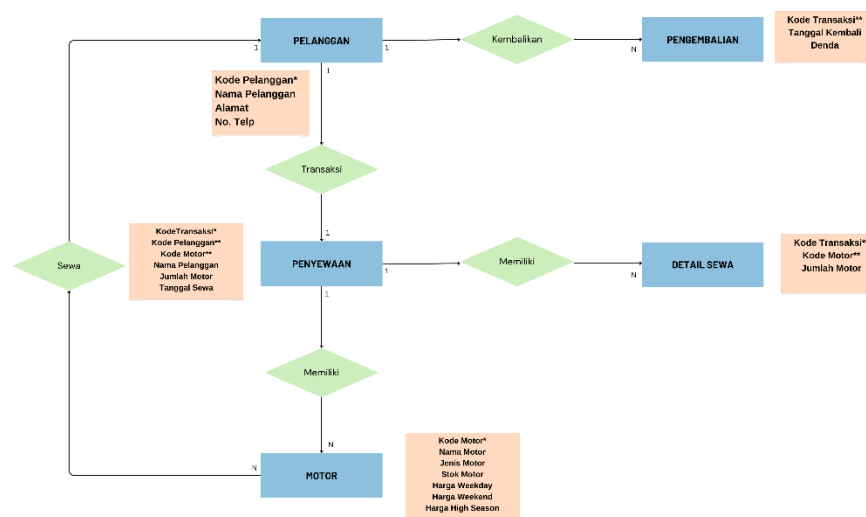 PELANGGAN
Kembalikan
PENGEMBALIAN
Kode Transaksi**
Tanggal Kembali
Denda
1
1
N
1
Kode Pelanggan*
Nama Pelanggan
Alamat
No. Telp
Transaksi
1
KodeTransaksi*
Kode Pelanggan**
Kode Motor**
Nama Pelanggan
Jumlah Motor
Tanggal Sewa
Sewa
PENYEWAAN
Memiliki
DETAIL SEWA
Kode Transaksi*
Kode Motor**
Jumlah Motor
1
N
1
Memiliki
N
N
MOTOR
Kode Motor*
Nama Motor
Jenis Motor
Stok Motor
Harga Weekday
Harga Weekend
Harga High Season